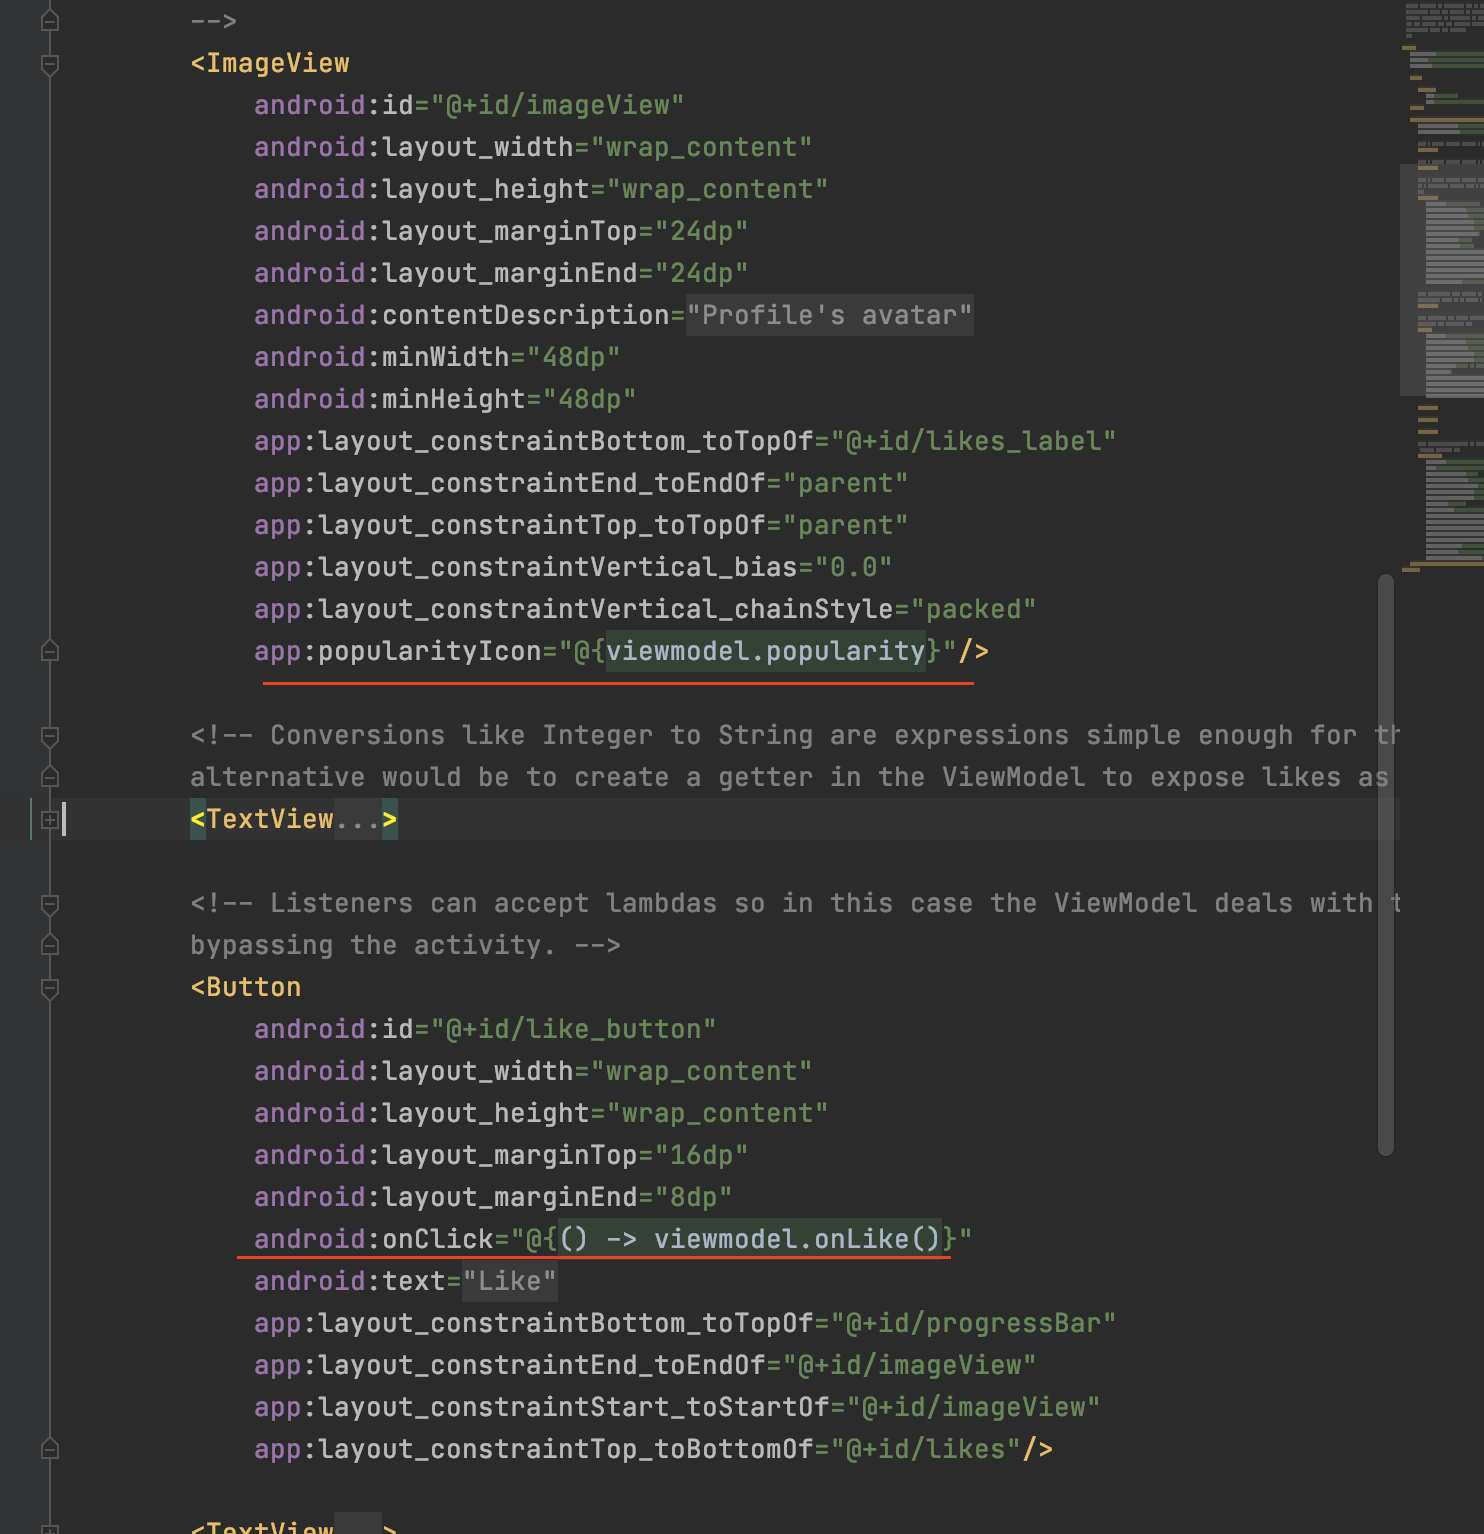 -->
<ImageView
android:id="@+id/imageView"
android:layout_width="wrap_content"
android:layout_height="wrap_content"
android:layout_marginTop="24dp"
android:layout_marginEnd="24dp"
android:contentDescription="Profile's avatar"
android:minWidth="48dp"
android:minHeight="48dp"
app:layout_constraintBottom_toTopOf="@+id/likes_label"
app:layout_constraintEnd_toEndOf="parent"
app:layout_constraintTop_toTopOf="parent"
app:layout_constraintVertical_bias="0.0"
app:layout_constraintVertical_chainStyle="packed"
app:popularityIcon="@{viewmodel.popularity}"/>
<!-- Conversions like Integer to String are expressions simple enough for th
alternative would be to create a getter in the ViewModel to expose likes as
<TextView...>
<!-- Listeners can accept lambdas so in this case the ViewModel deals with t
bypassing the activity. -->
<Button
android:id="@+id/like_button"
android:layout_width="wrap_content"
android:layout_height="wrap_content"
android:layout_marginTop="16dp"
android:layout_marginEnd="8dp"
android:onClick="@{() -> viewmodel.onLike()}"
android:text="Like"
app:layout_constraintBottom_toTopOf="@+id/progressBar"
app:layout_constraintEnd_toEndOf="@+id/imageView"
app:layout_constraintStart_toStartOf="@+id/imageView"
app:layout_constraintTop_toBottomOf="@+id/likes"/>
<TextView...>